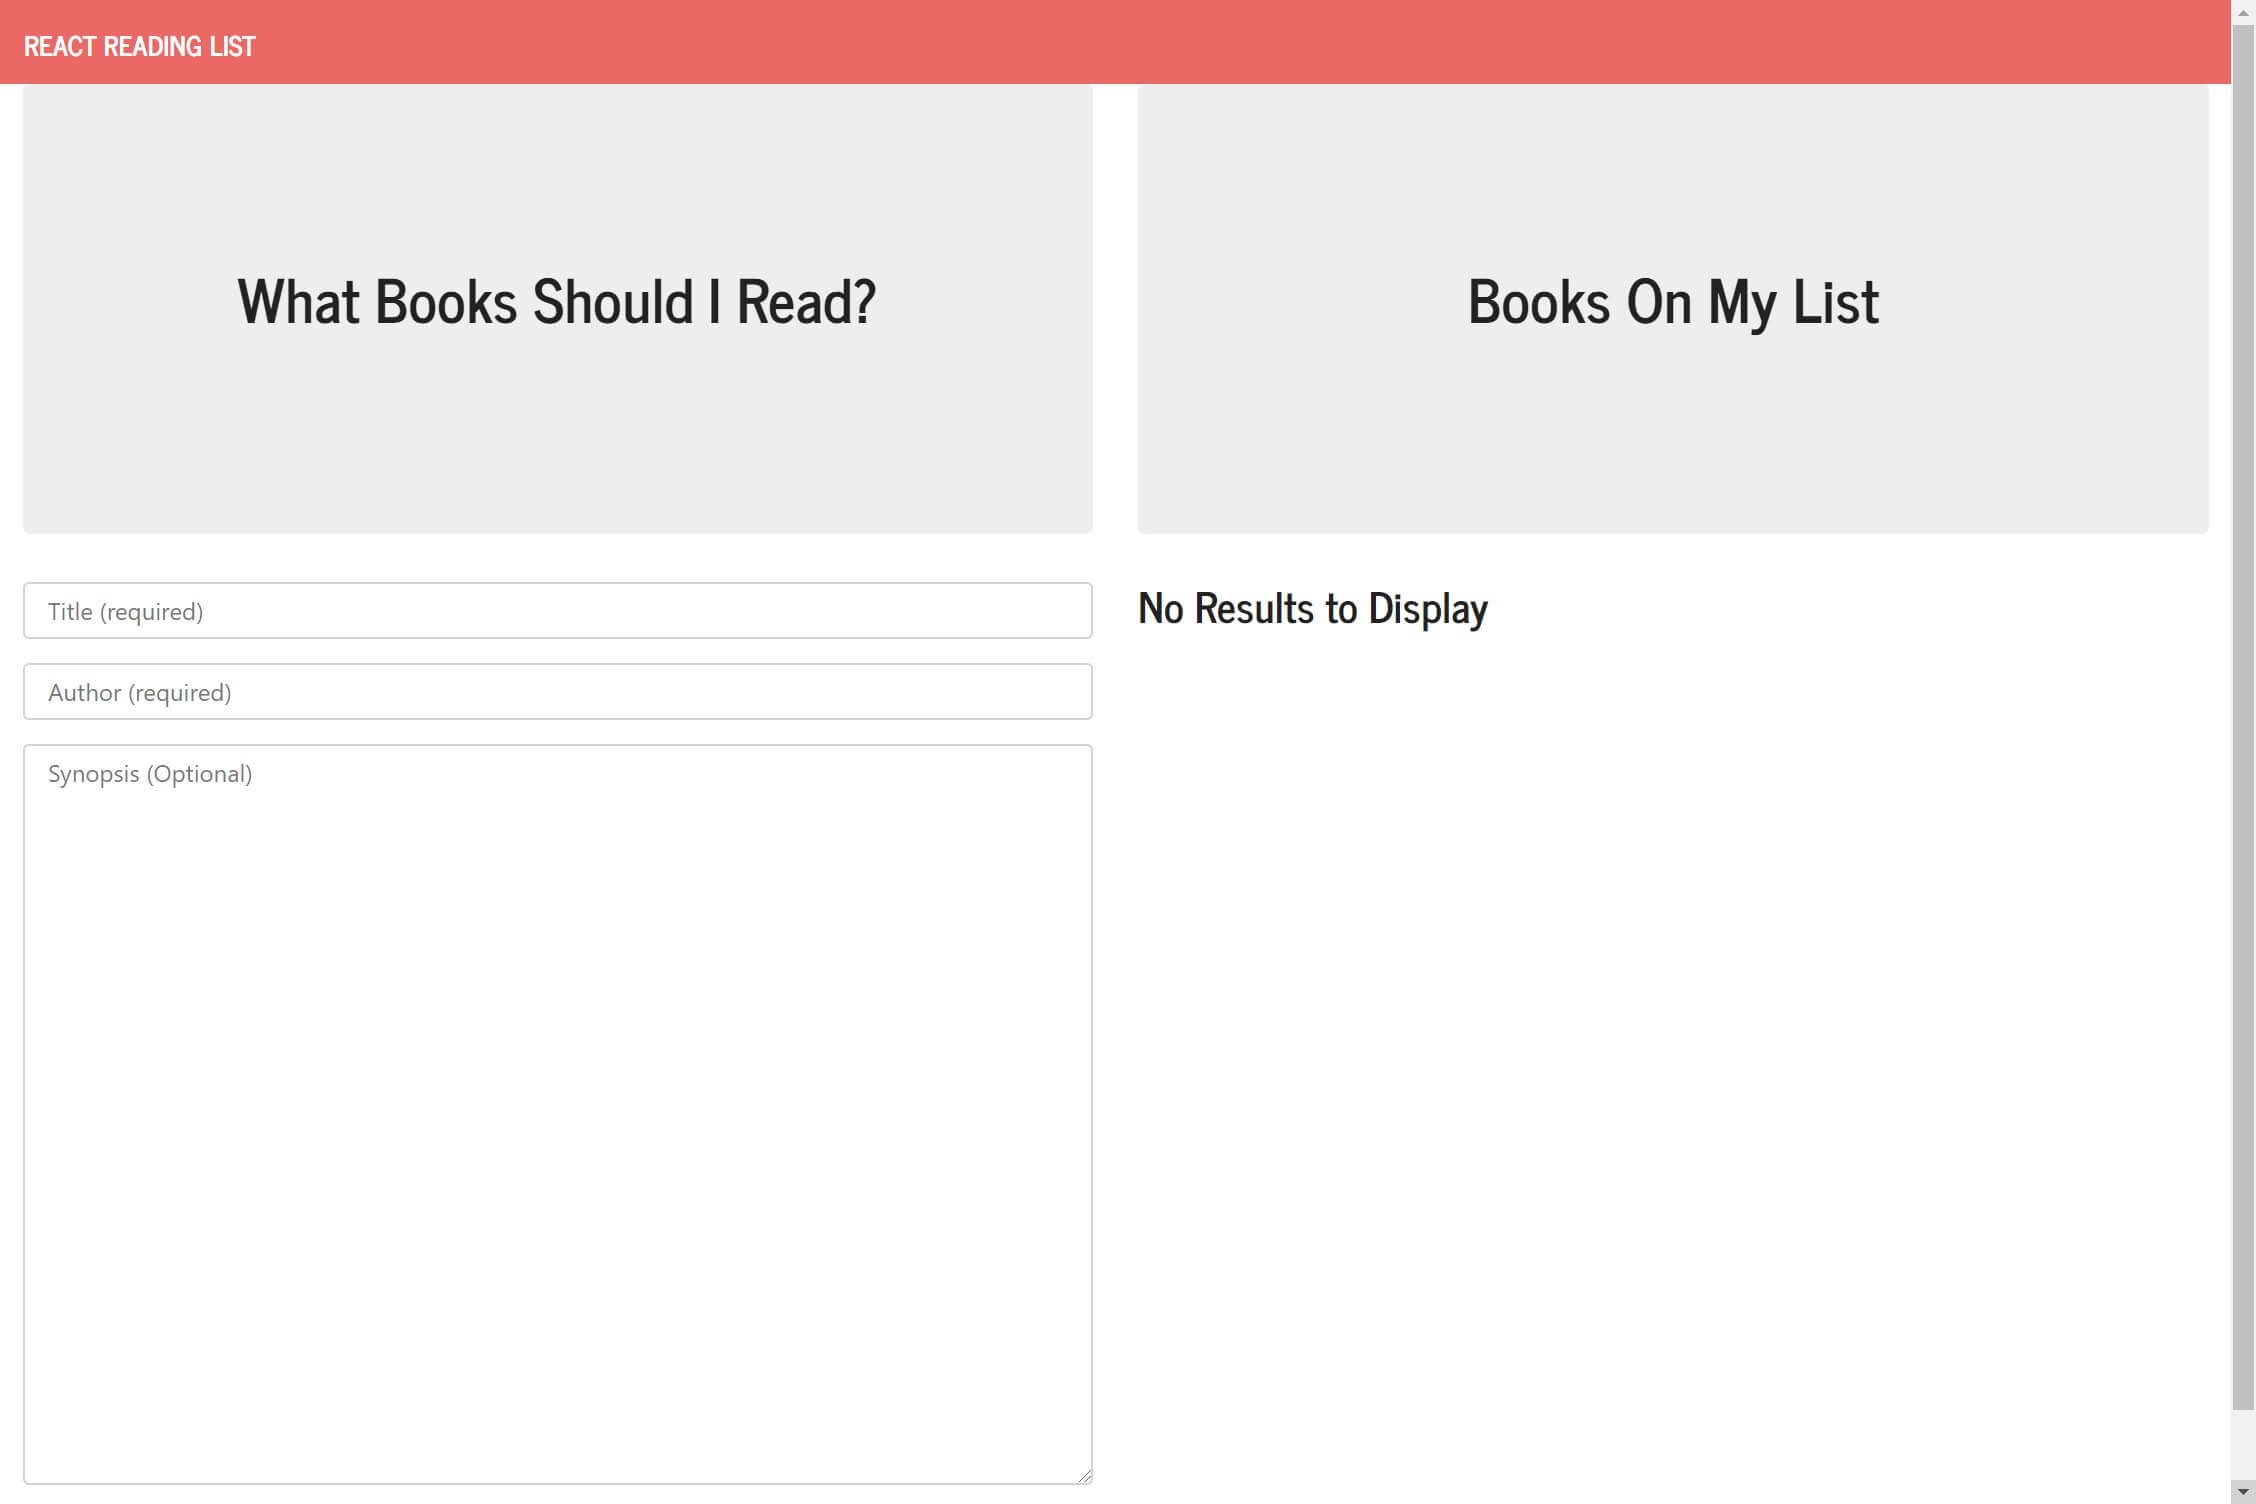 REACT READING LIST
What Books Should I Read?
Books On My List
Title (required)
No Results to Display
Author (required)
Synopsis (Optional)